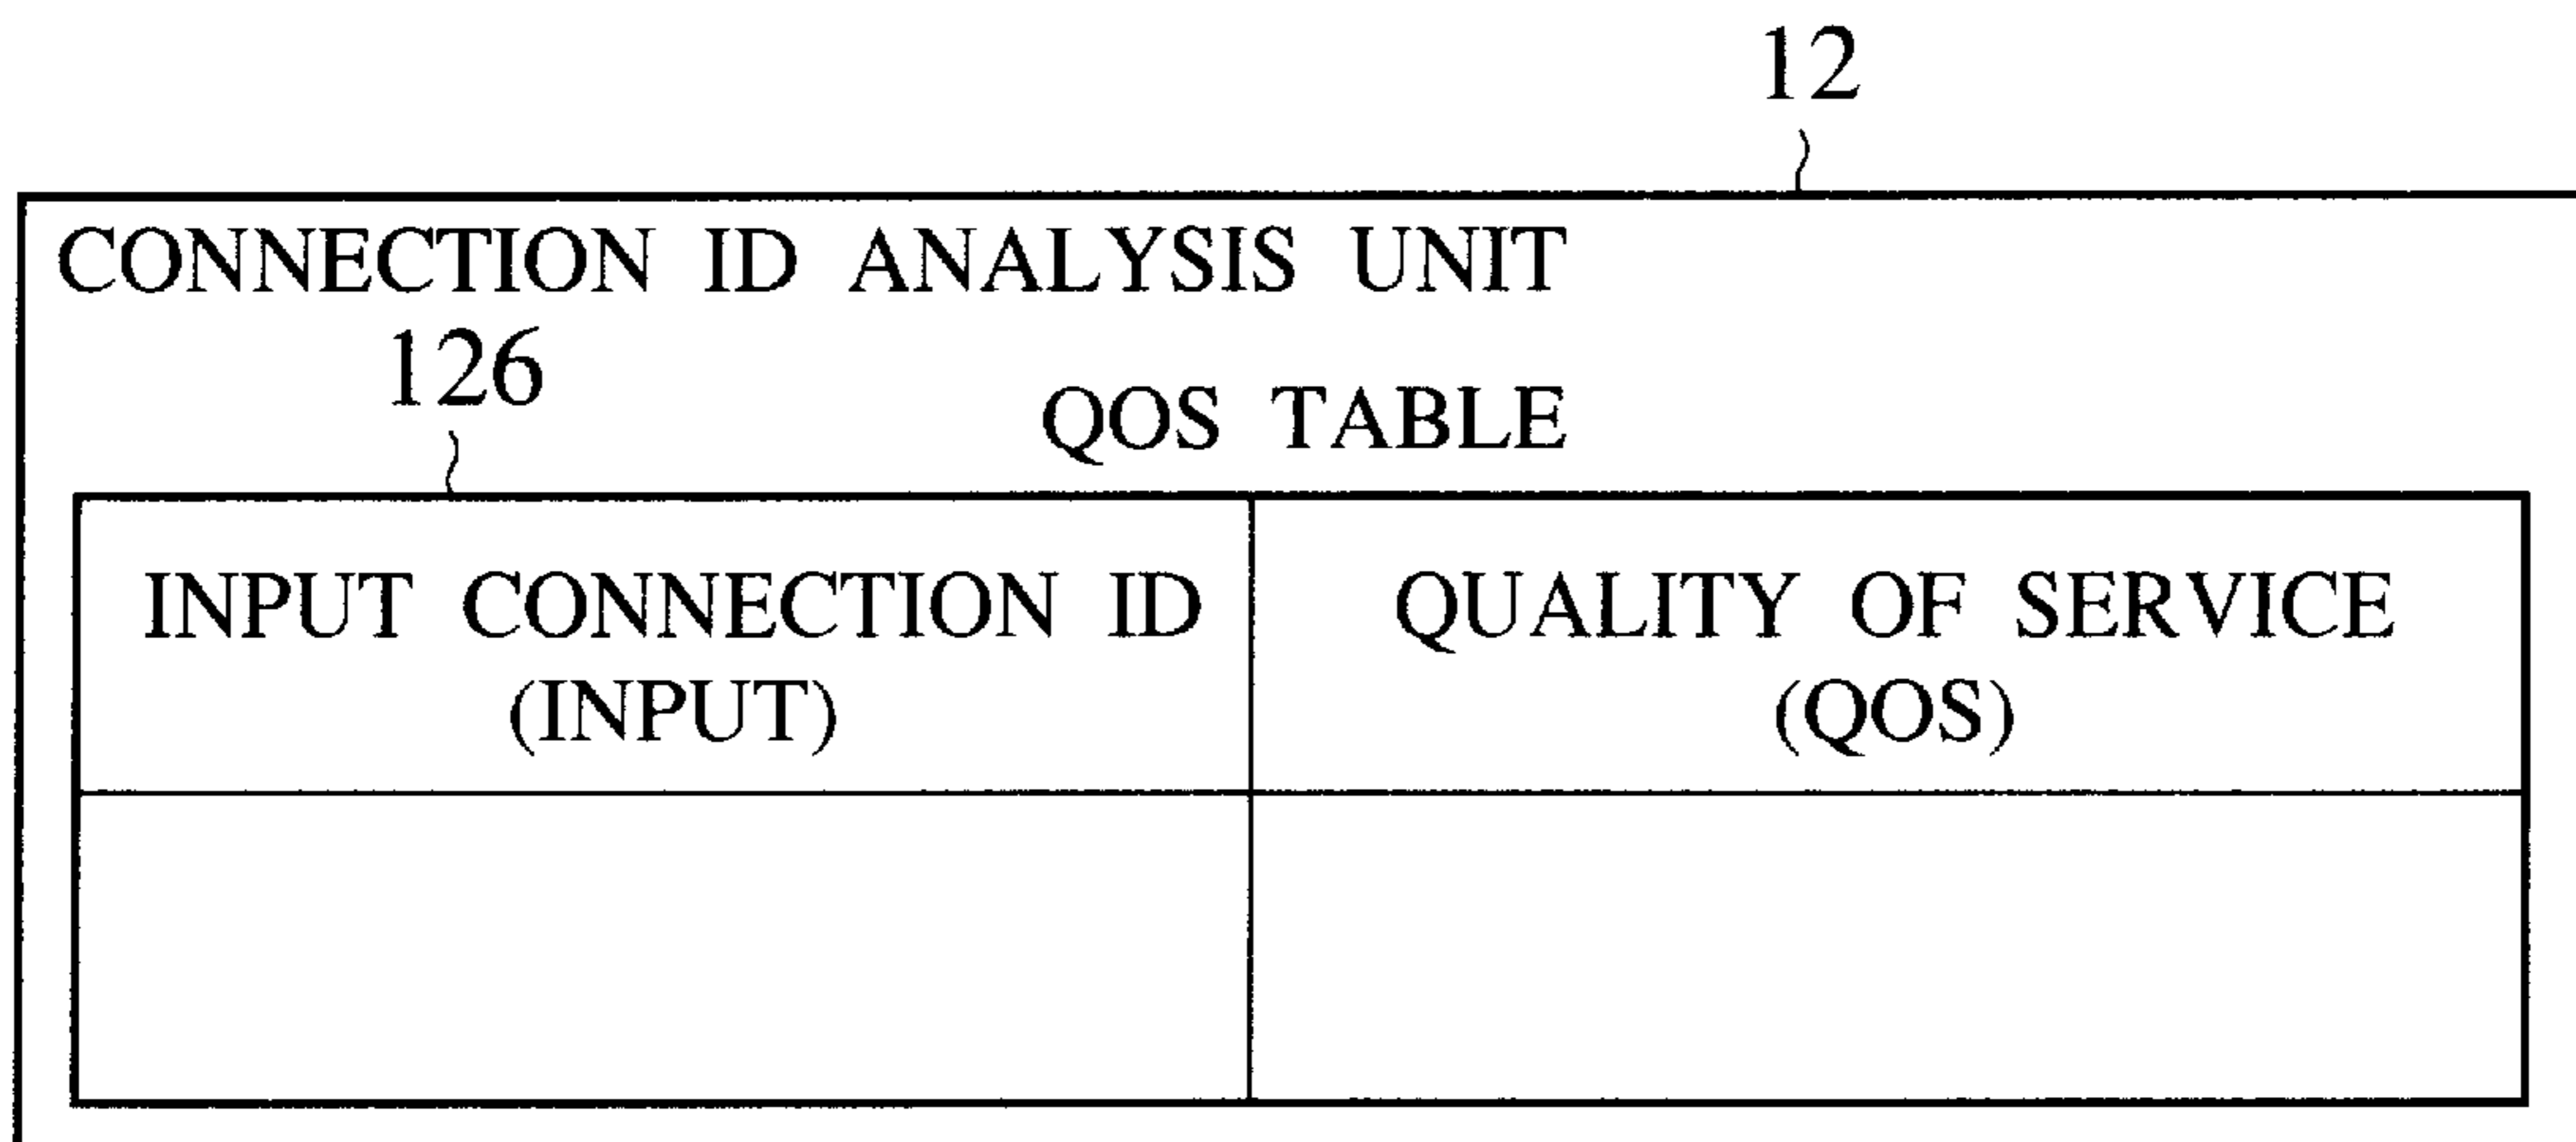 12
CONNECTION ID ANALYSIS UNIT
126
QOS TABLE
INPUT CONNECTION ID
(INPUT)
QUALITY OF SERVICE
(QOS)